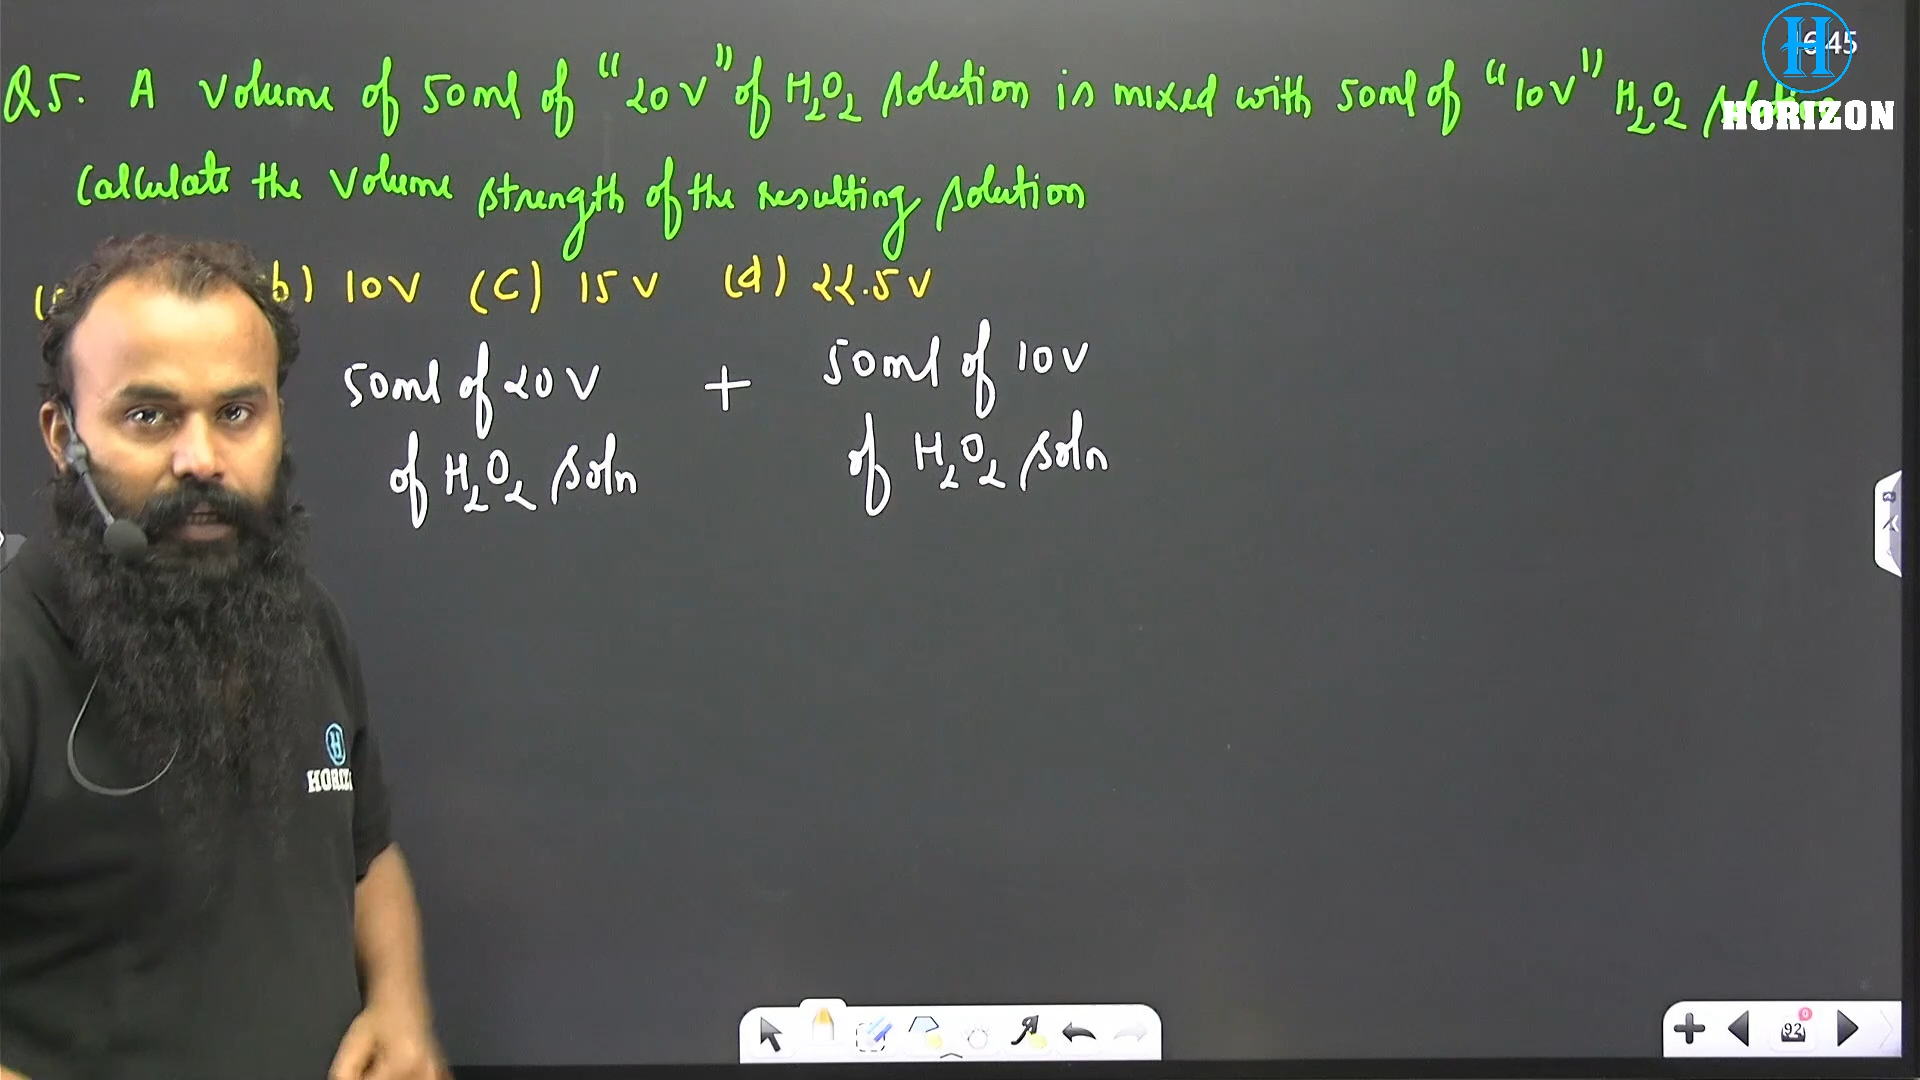 Q5. A volume of 50ml of "20V" of H2O2 solution is mixed with 50ml of "10V" H2O2
Calculate the volume strength of the resulting solution
b) 10V (C) 15V (d) 22.5V
50ml of 20V + 50ml of 10V
of H2O2 soln of H2O2 soln
H
HORIZON
H
92
0